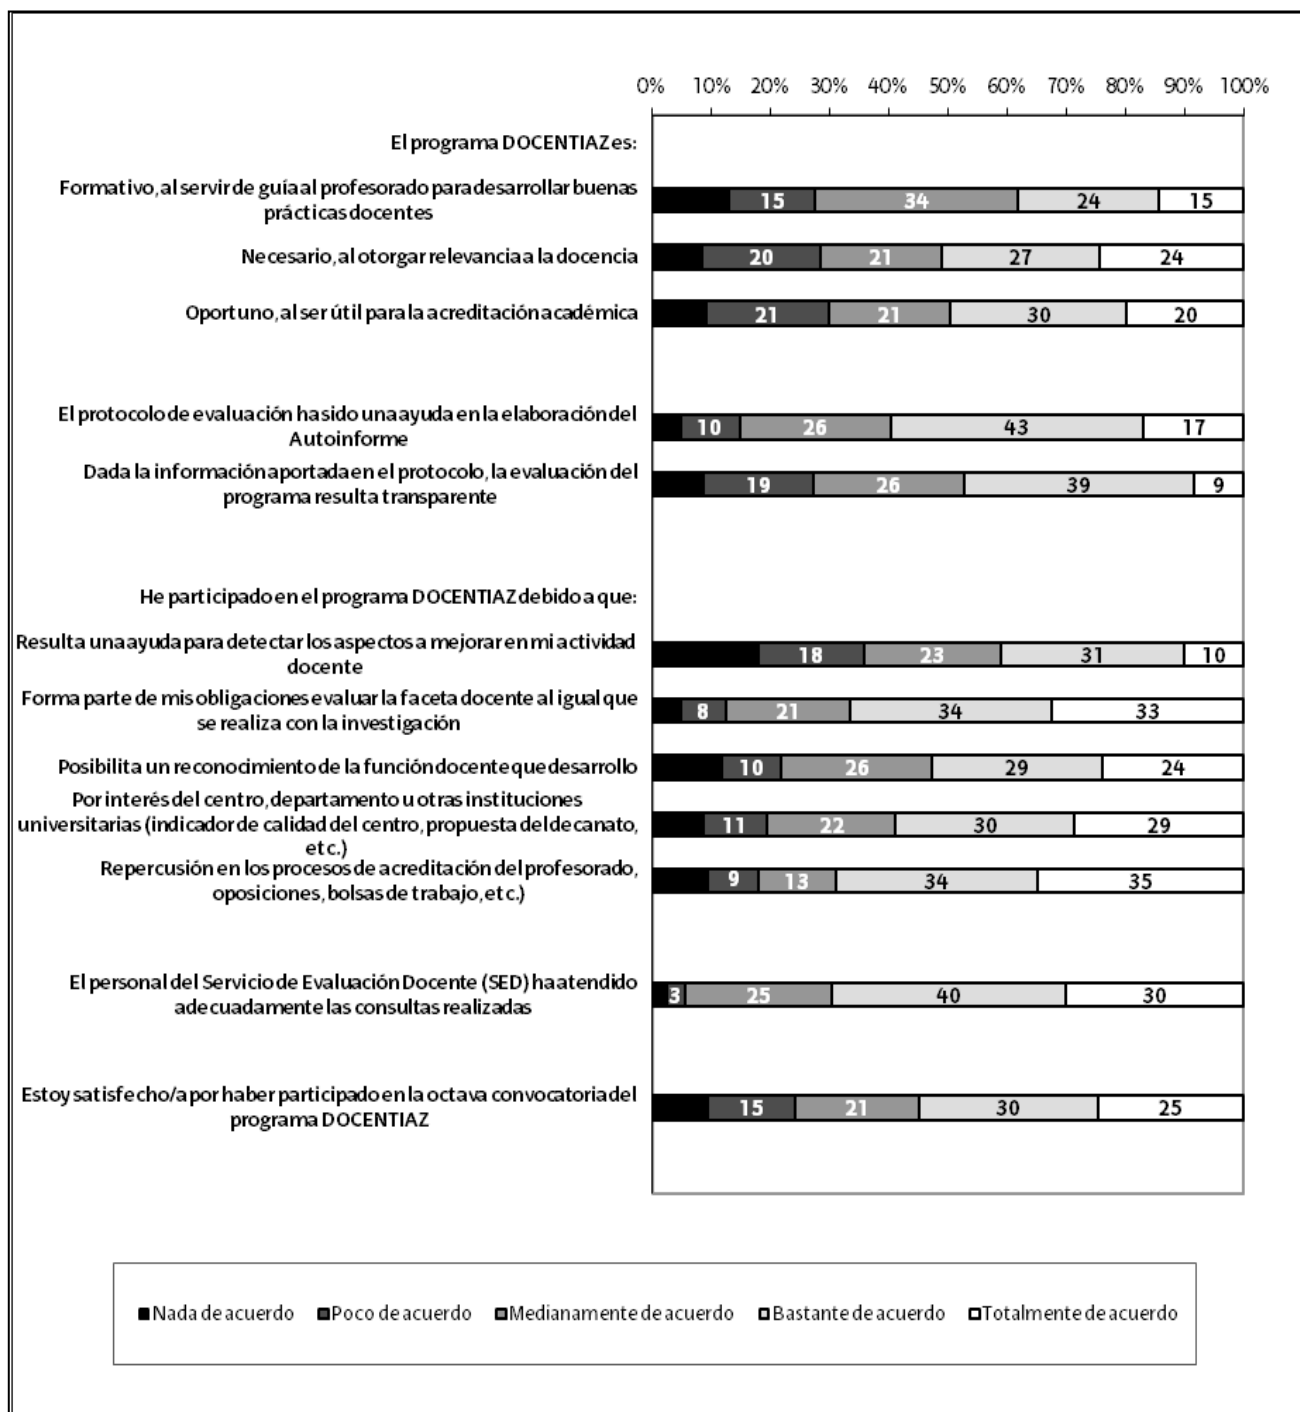 0% 10% 20% 30% 40% 50% 60% 70% 80% 90% 100%
El programa DOCENTIAZ es:
Formativo, al servir de guía al profesorado para desarrollar buenas
prácticas docentes
15 34 24 15
Necesario, al otorgar relevancia a la docencia
20 21 27 24
Oportuno, al ser útil para la acreditación académica
21 21 30 20
El protocolo de evaluación ha sido una ayuda en la elaboración del
Autoinforme
10 26 43 17
Dada la información aportada en el protocolo, la evaluación del
programa resulta transparente
19 26 39 9
He participado en el programa DOCENTIAZ debido a que:
Resulta una ayuda para detectar los aspectos a mejorar en mi actividad
docente
18 23 31 10
Forma parte de mis obligaciones evaluar la faceta docente al igual que
se realiza con la investigación
8 21 34 33
Posibilita un reconocimiento de la función docente que desarrollo
10 26 29 24
Por interés del centro, departamento u otras instituciones
universitarias (indicador de calidad del centro, propuesta del decanato,
etc.)
11 22 30 29
Repercusión en los procesos de acreditación del profesorado,
oposiciones, bolsas de trabajo, etc.)
9 13 34 35
El personal del Servicio de Evaluación Docente (SED) ha atendido
adecuadamente las consultas realizadas
3 25 40 30
Estoy satisfecho/a por haber participado en la octava convocatoria del
programa DOCENTIAZ
15 21 30 25
Nada de acuerdo Poco de acuerdo Medianamente de acuerdo Bastante de acuerdo Totalmente de acuerdo